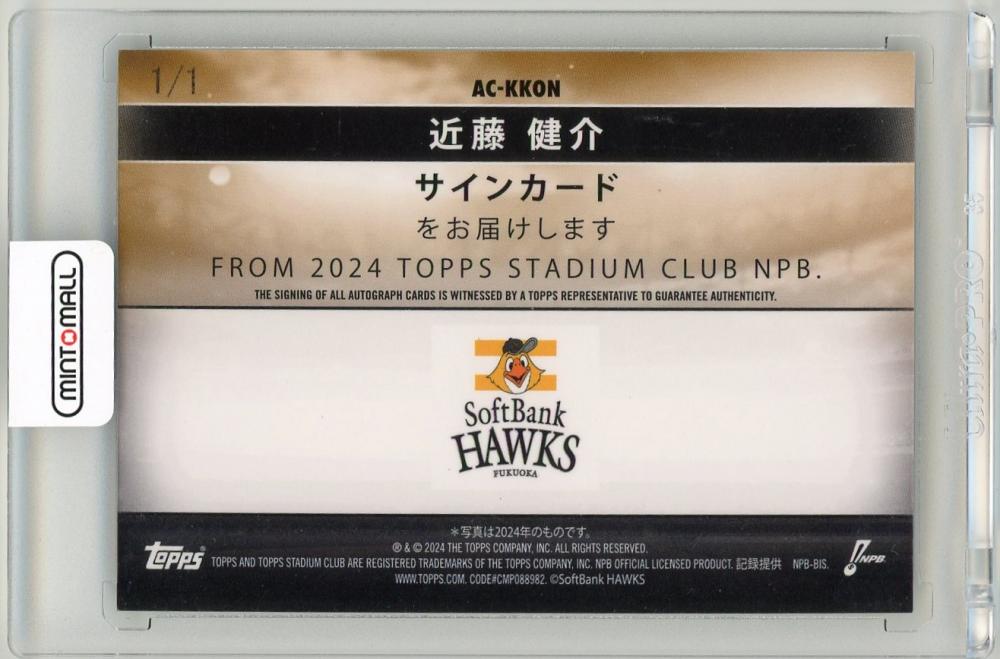 1/1
AC-KKON
近藤 健介
サインカード
をお届けします
FROM 2024 TOPPS STADIUM CLUB NPB.
THE SIGNING OF ALL AUTOGRAPH CARDS IS WITNESSED BY A TOPPS REPRESENTATIVE TO GUARANTEE AUTHENTICITY.
MINTOMALL
SoftBank
HAWKS
FUKUOKA
＊写真は2024年のものです。
® & © 2024 THE TOPPS COMPANY, INC. ALL RIGHTS RESERVED.
topps TOPPS AND TOPPS STADIUM CLUB ARE REGISTERED TRADEMARKS OF THE TOPPS COMPANY, INC. NPB OFFICIAL LICENSED PRODUCT. 記録提供 NPB-BIS. NPB
WWW.TOPPS.COM. CODE#CMP088982. ©SoftBank HAWKS